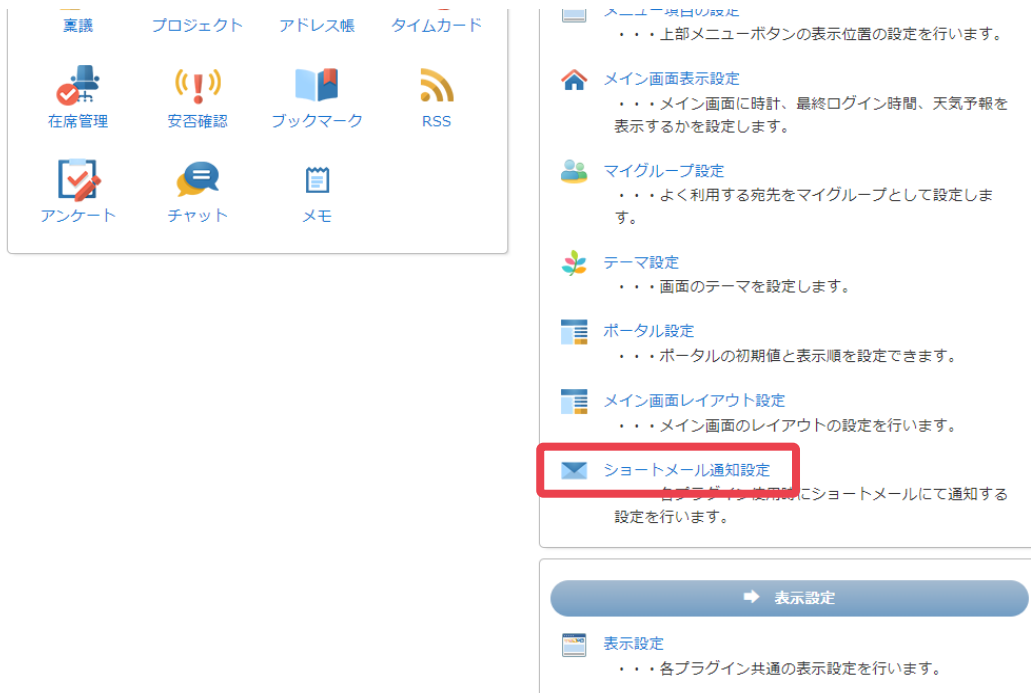 稟議 プロジェクト アドレス帳 タイムカード
在席管理 安否確認 ブックマーク RSS
アンケート チャット メモ
メニュー項目の設定
・・・上部メニューボタンの表示位置の設定を行います。
メイン画面表示設定
・・・メイン画面に時計、最終ログイン時間、天気予報を
表示するかを設定します。
マイグループ設定
・・・よく利用する宛先をマイグループとして設定しま
す。
テーマ設定
・・・画面のテーマを設定します。
ポータル設定
・・・ポータルの初期値と表示順を設定できます。
メイン画面レイアウト設定
・・・メイン画面のレイアウトの設定を行います。
ショートメール通知設定
各プラグイン使用時にショートメールにて通知する
設定を行います。
表示設定
表示設定
・・・各プラグイン共通の表示設定を行います。